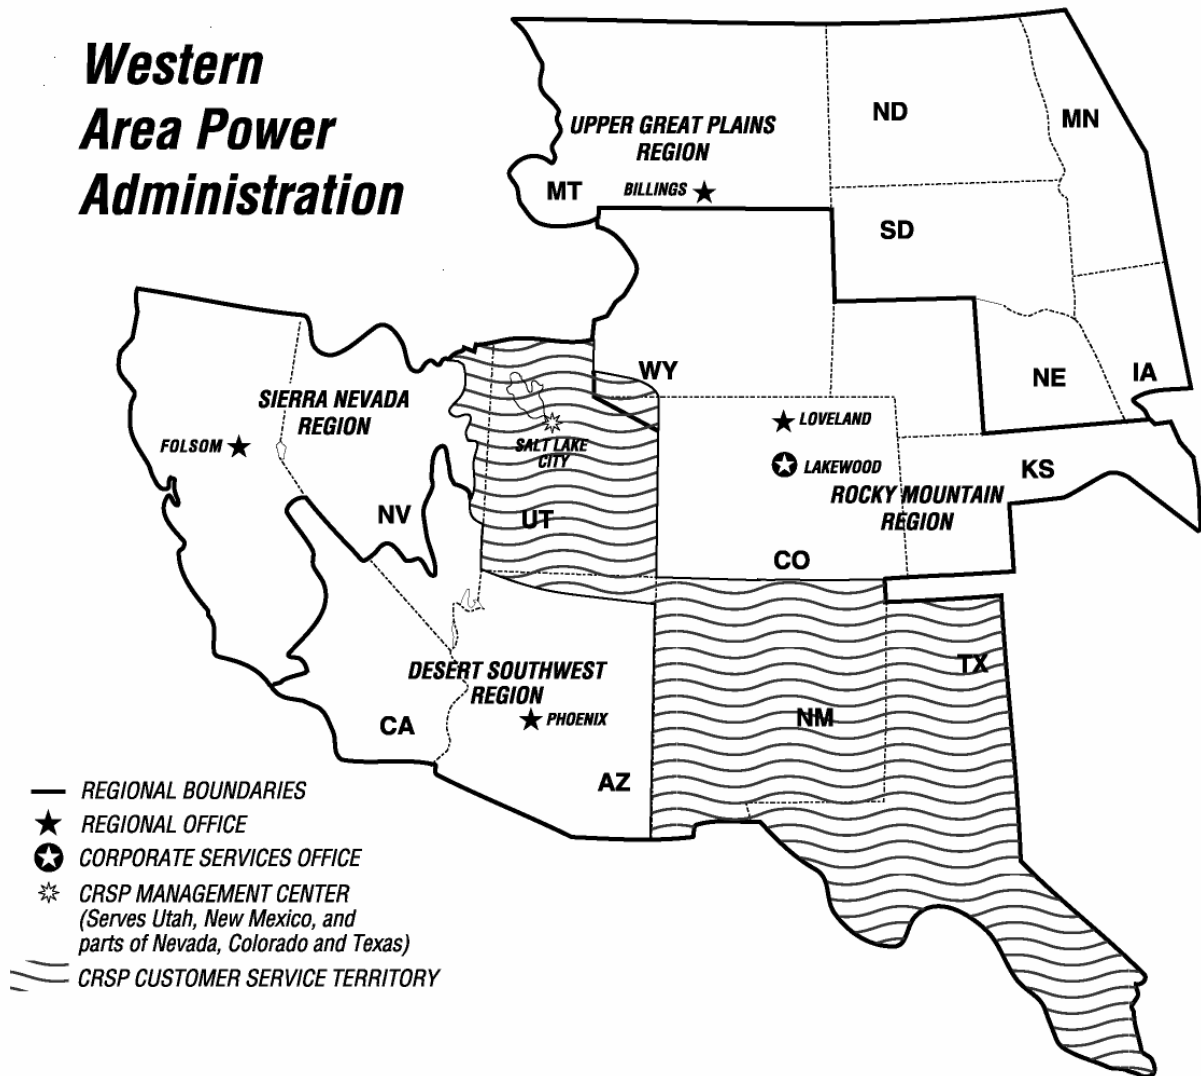 Western
Area Power
Administration
UPPER GREAT PLAINS
REGION
ND
MN
MT
BILLINGS
SD
WY
NE
IA
SIERRA NEVADA
REGION
FOLSOM
LOVELAND
SALT LAKE
CITY
LAKEWOOD
KS
ROCKY MOUNTAIN
REGION
NV
UT
CO
DESERT SOUTHWEST
REGION
TX
PHOENIX
NM
CA
AZ
REGIONAL BOUNDARIES
REGIONAL OFFICE
CORPORATE SERVICES OFFICE
CRSP MANAGEMENT CENTER
(Serves Utah, New Mexico, and
parts of Nevada, Colorado and Texas)
CRSP CUSTOMER SERVICE TERRITORY